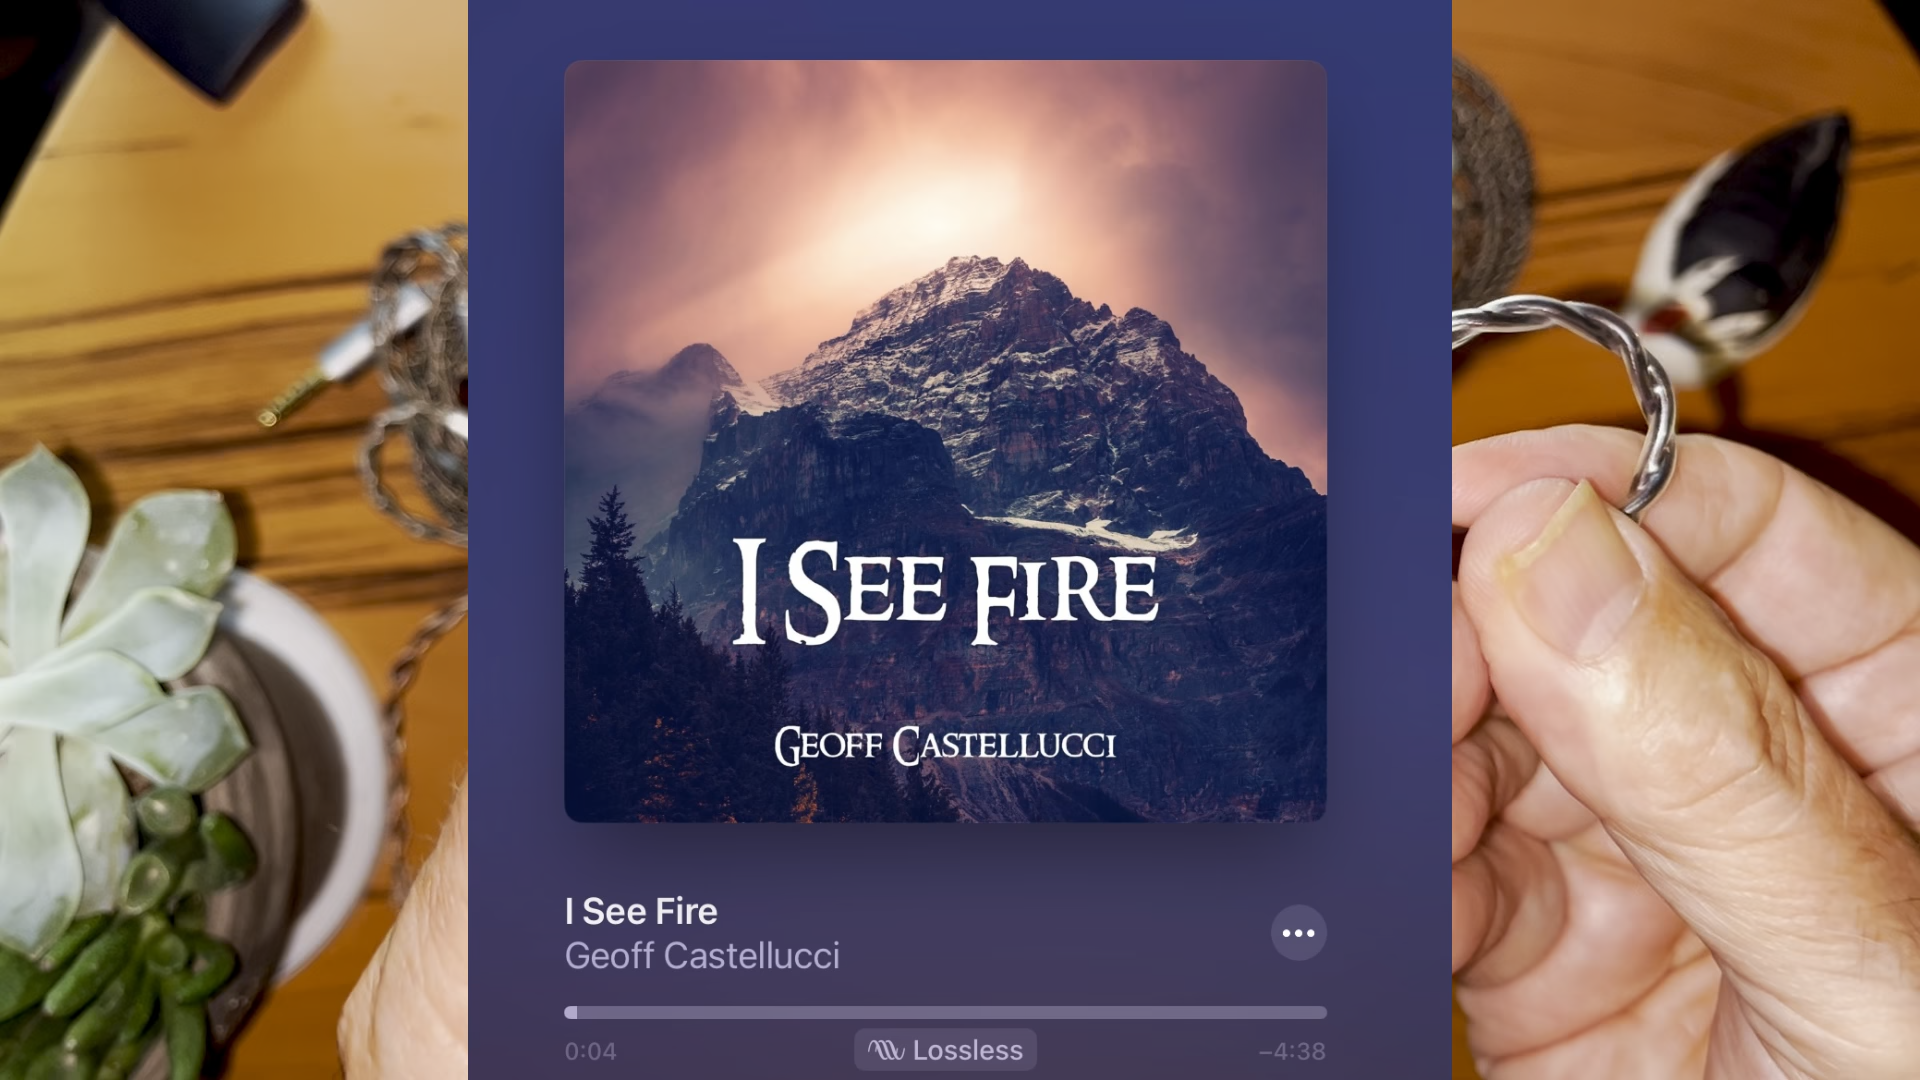 I SEE FIRE
GEOFF CASTELLUCCI
I See Fire
Geoff Castellucci
0:04
Lossless
−4:38